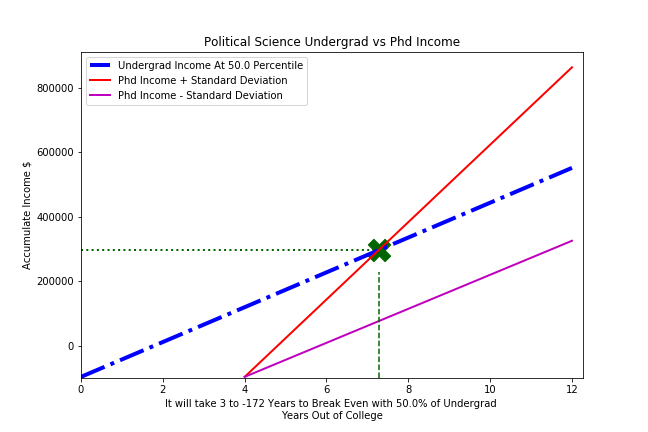 Political Science Undergrad vs Phd Income
Undergrad Income At 50.0 Percentile
Phd Income + Standard Deviation
Phd Income - Standard Deviation
Accumulate Income $
800000
600000
400000
200000
0
0 2 4 6 8 10 12
It will take 3 to -172 Years to Break Even with 50.0% of Undergrad
Years Out of College